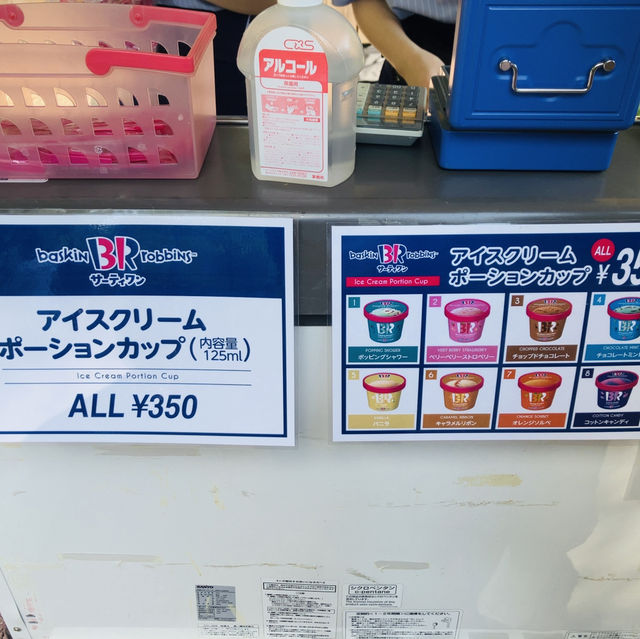 CxS
アルコール
baskin BR robbins
サーティワン
アイスクリーム
ポーションカップ(内容量125ml)
Ice Cream Portion Cup
ALL ¥350
baskin BR robbins
サーティワン
Ice Cream Portion Cup
アイスクリーム
ポーションカップ
ALL
¥35
1
2
3
4
POPPING SHOWER
VERY BERRY STRAWBERRY
CHOPPED CHOCOLATE
CHOCOLATE MINT
ポッピングシャワー
ベリーベリーストロベリー
チョップドチョコレート
チョコレートミン
5
6
7
8
VANILLA
CARAMEL RIBBON
ORANGE SORBET
COTTON CANDY
バニラ
キャラメルリボン
オレンジソルベ
コットンキャンディ
SANYO
シクロペンタン
c-pentane